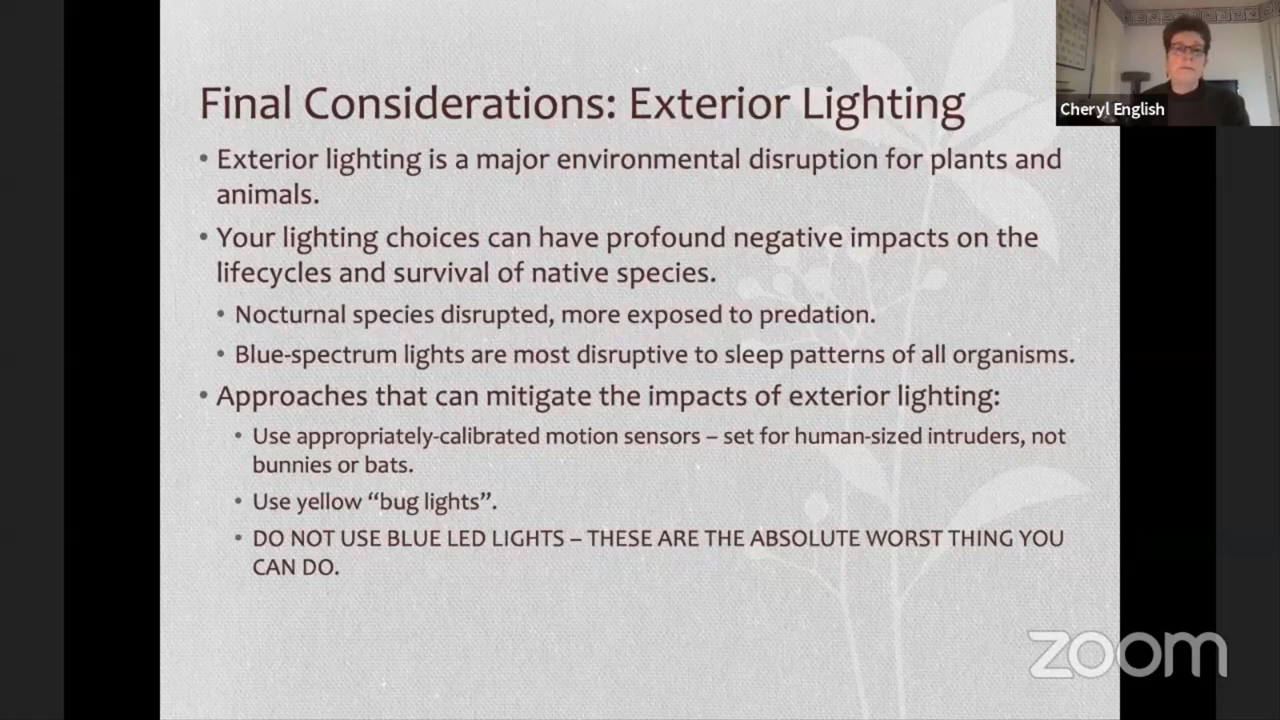 Final Considerations: Exterior Lighting
Cheryl English
• Exterior lighting is a major environmental disruption for plants and
animals.
• Your lighting choices can have profound negative impacts on the
lifecycles and survival of native species.
• Nocturnal species disrupted, more exposed to predation.
• Blue-spectrum lights are most disruptive to sleep patterns of all organisms.
• Approaches that can mitigate the impacts of exterior lighting:
• Use appropriately-calibrated motion sensors – set for human-sized intruders, not
bunnies or bats.
• Use yellow “bug lights”.
• DO NOT USE BLUE LED LIGHTS – THESE ARE THE ABSOLUTE WORST THING YOU
CAN DO.
zoom